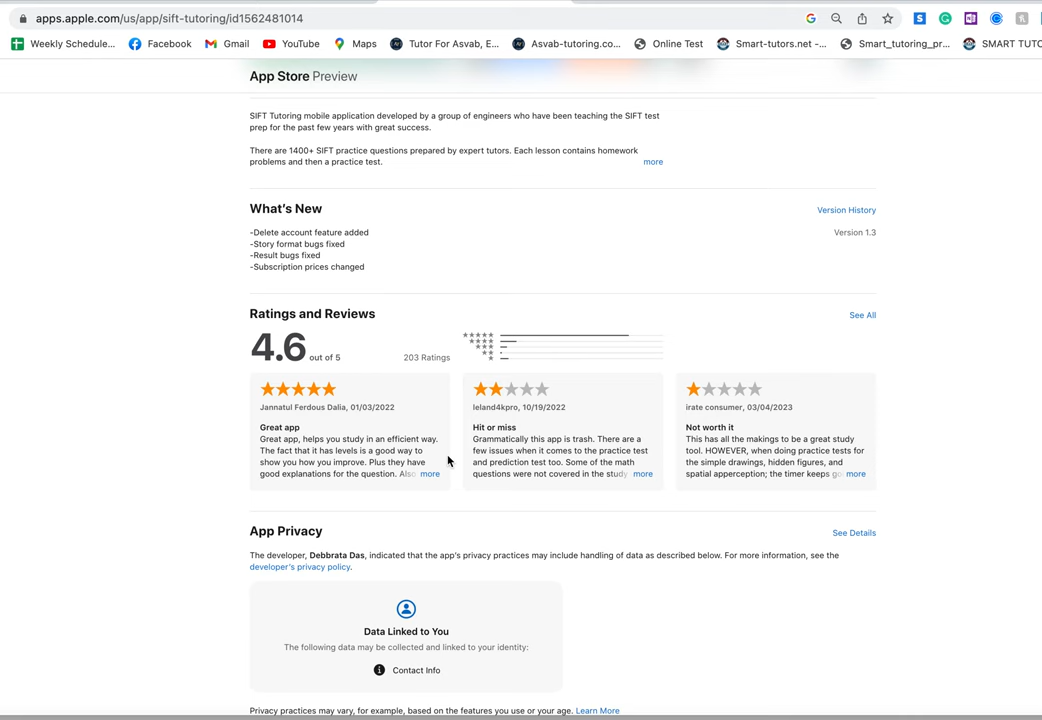 apps.apple.com/us/app/sift-tutoring/id1562481014
Weekly Schedule... Facebook Gmail YouTube Maps Tutor For Asvab, E... Asvab-tutoring.co... Online Test Smart-tutors.net -... Smart_tutoring_pr... SMART TUTO
App Store Preview
SIFT Tutoring mobile application developed by a group of engineers who have been teaching the SIFT test
prep for the past few years with great success.
There are 1400+ SIFT practice questions prepared by expert tutors. Each lesson contains homework
problems and then a practice test. more
What's New Version History
-Delete account feature added Version 1.3
-Story format bugs fixed
-Result bugs fixed
-Subscription prices changed
Ratings and Reviews See All
4.6 out of 5 203 Ratings
Jannatul Ferdous Dalia, 01/03/2022
Great app
Great app, helps you study in an efficient way.
The fact that it has levels is a good way to
show you how you improve. Plus they have
good explanations for the question. Also more
leland4kpro, 10/19/2022
Hit or miss
Grammatically this app is trash. There are a
few issues when it comes to the practice test
and prediction test too. Some of the math
questions were not covered in the study more
irate consumer, 03/04/2023
Not worth it
This has all the makings to be a great study
tool. HOWEVER, when doing practice tests for
the simple drawings, hidden figures, and
spatial apperception; the timer keeps go more
App Privacy See Details
The developer, Debbrata Das, indicated that the app's privacy practices may include handling of data as described below. For more information, see the
developer's privacy policy.
Data Linked to You
The following data may be collected and linked to your identity:
Contact Info
Privacy practices may vary, for example, based on the features you use or your age. Learn More